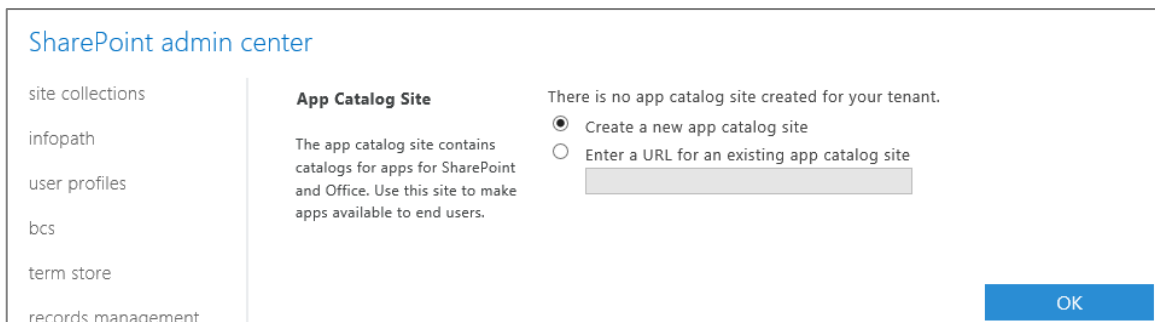 SharePoint admin center
site collections
infopath
user profiles
bcs
term store
records management
App Catalog Site
The app catalog site contains
catalogs for apps for SharePoint
and Office. Use this site to make
apps available to end users.
There is no app catalog site created for your tenant.
Create a new app catalog site
Enter a URL for an existing app catalog site
OK